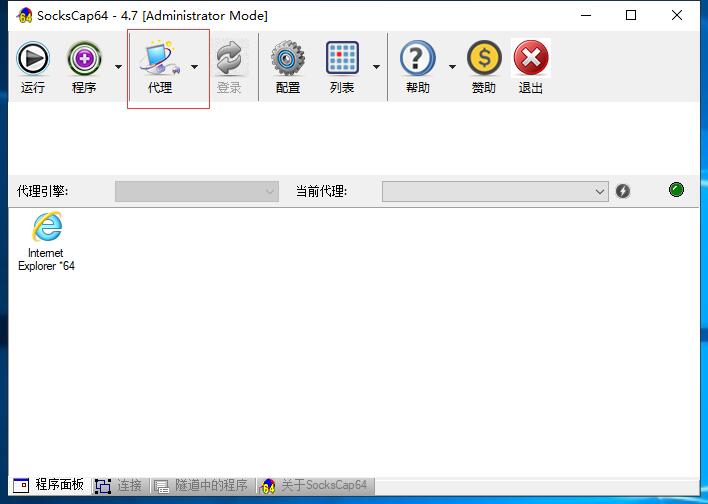 SocksCap64 - 4.7 [Administrator Mode]
运行 程序 代理 登录 配置 列表 帮助 赞助 退出
代理引擎: 当前代理:
Internet
Explorer *64
程序面板 连接 隧道中的程序 关于SocksCap64